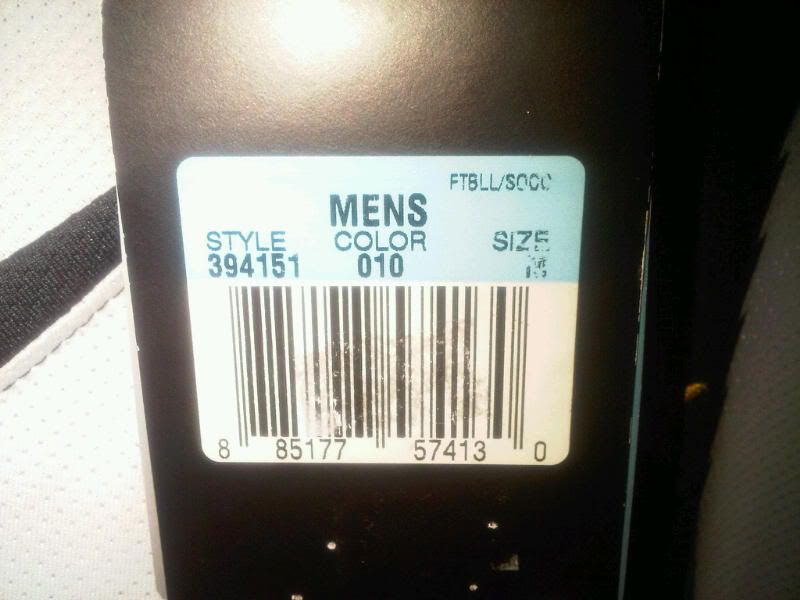 FTBLL/SOCC
MENS
STYLE COLOR SIZE
394151 010
8 85177 57413 0